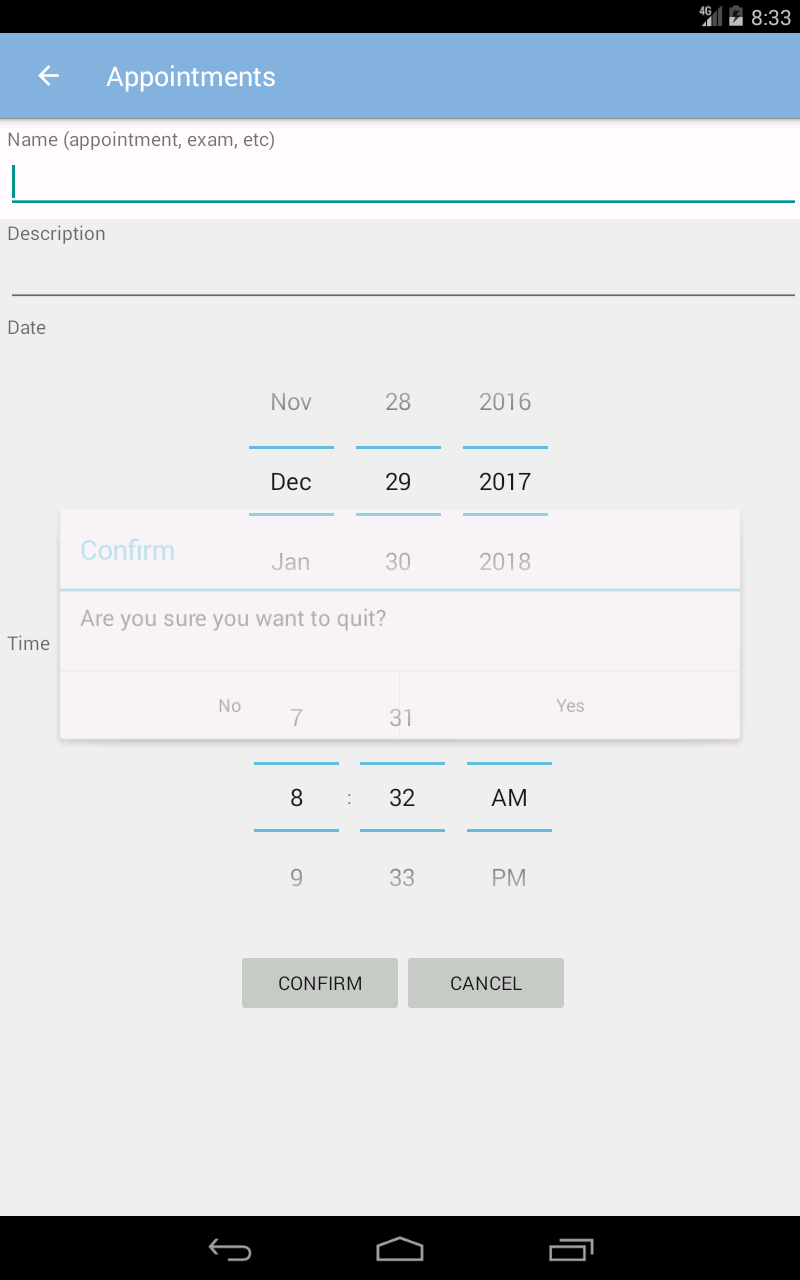 4G 8:33
Appointments
Name (appointment, exam, etc)
Description
Date
Nov 28 2016
Dec 29 2017
Confirm
Jan 30 2018
Are you sure you want to quit?
Time
No Yes
7 31
8 : 32 AM
9 33 PM
CONFIRM CANCEL